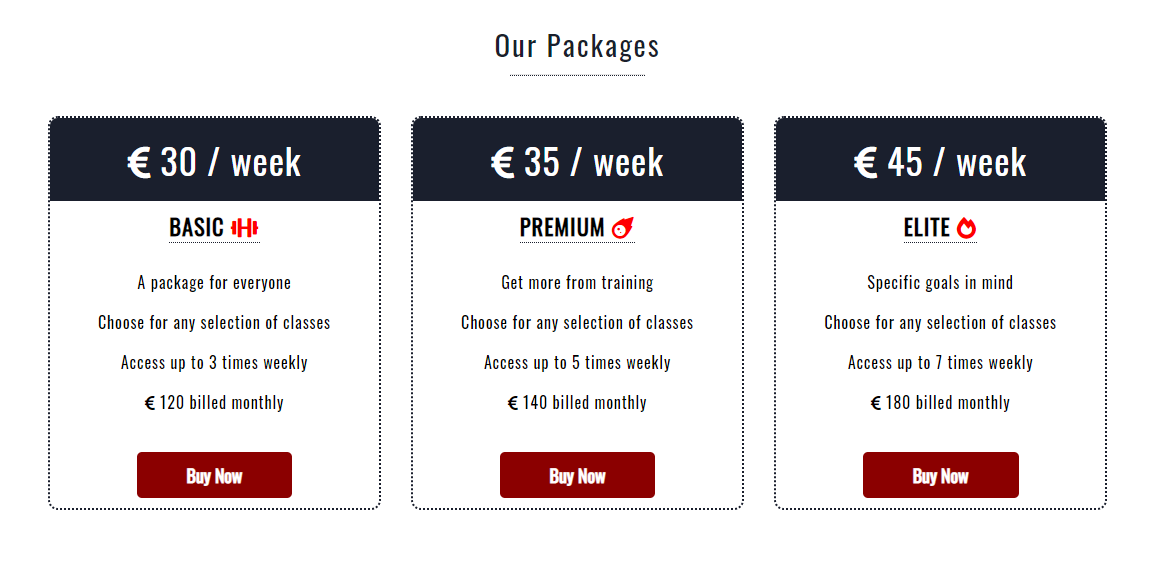 Our Packages
€ 30 / week
BASIC
A package for everyone
Choose for any selection of classes
Access up to 3 times weekly
€ 120 billed monthly
Buy Now
€ 35 / week
PREMIUM
Get more from training
Choose for any selection of classes
Access up to 5 times weekly
€ 140 billed monthly
Buy Now
€ 45 / week
ELITE
Specific goals in mind
Choose for any selection of classes
Access up to 7 times weekly
€ 180 billed monthly
Buy Now